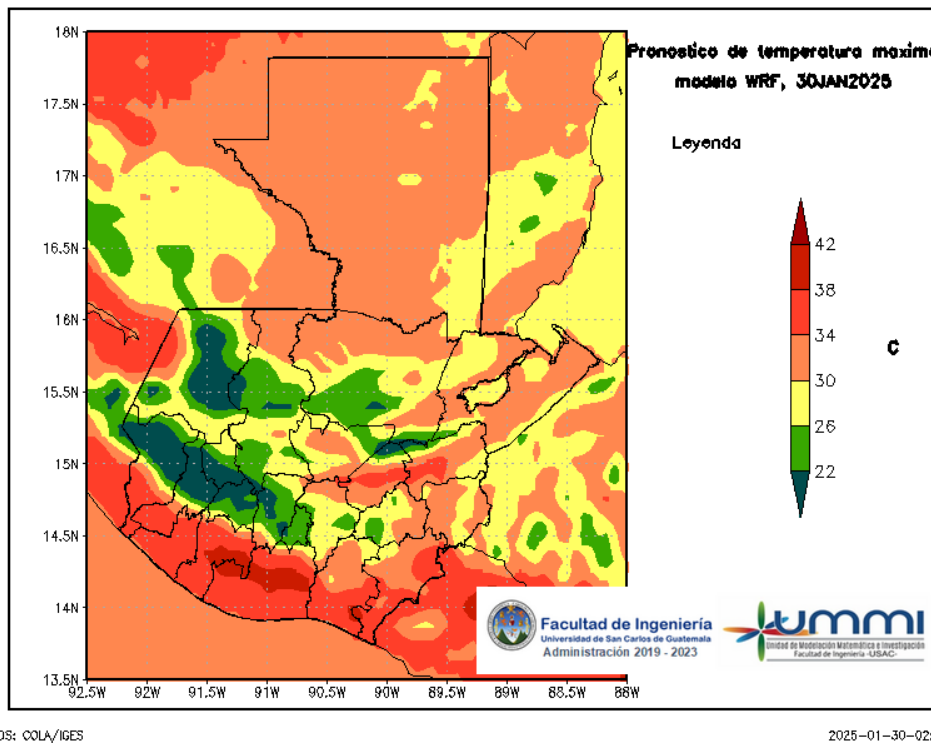 Pronostico de temperatura maxima
modelo WRF, 30JAN2025
Leyenda
18N
17.5N
17N
16.5N
16N
15.5N
15N
14.5N
14N
13.5N
92.5W
92W
91.5W
91W
90.5W
90W
89.5W
89W
88.5W
88W
42
38
34
30
26
22
C
Facultad de Ingeniería
Universidad de San Carlos de Guatemala
Administración 2019 - 2023
UMMI
Unidad de Modelación Matemática e Investigación
Facultad de Ingeniería -USAC-
DS: COLA/IGES
2025-01-30-02: